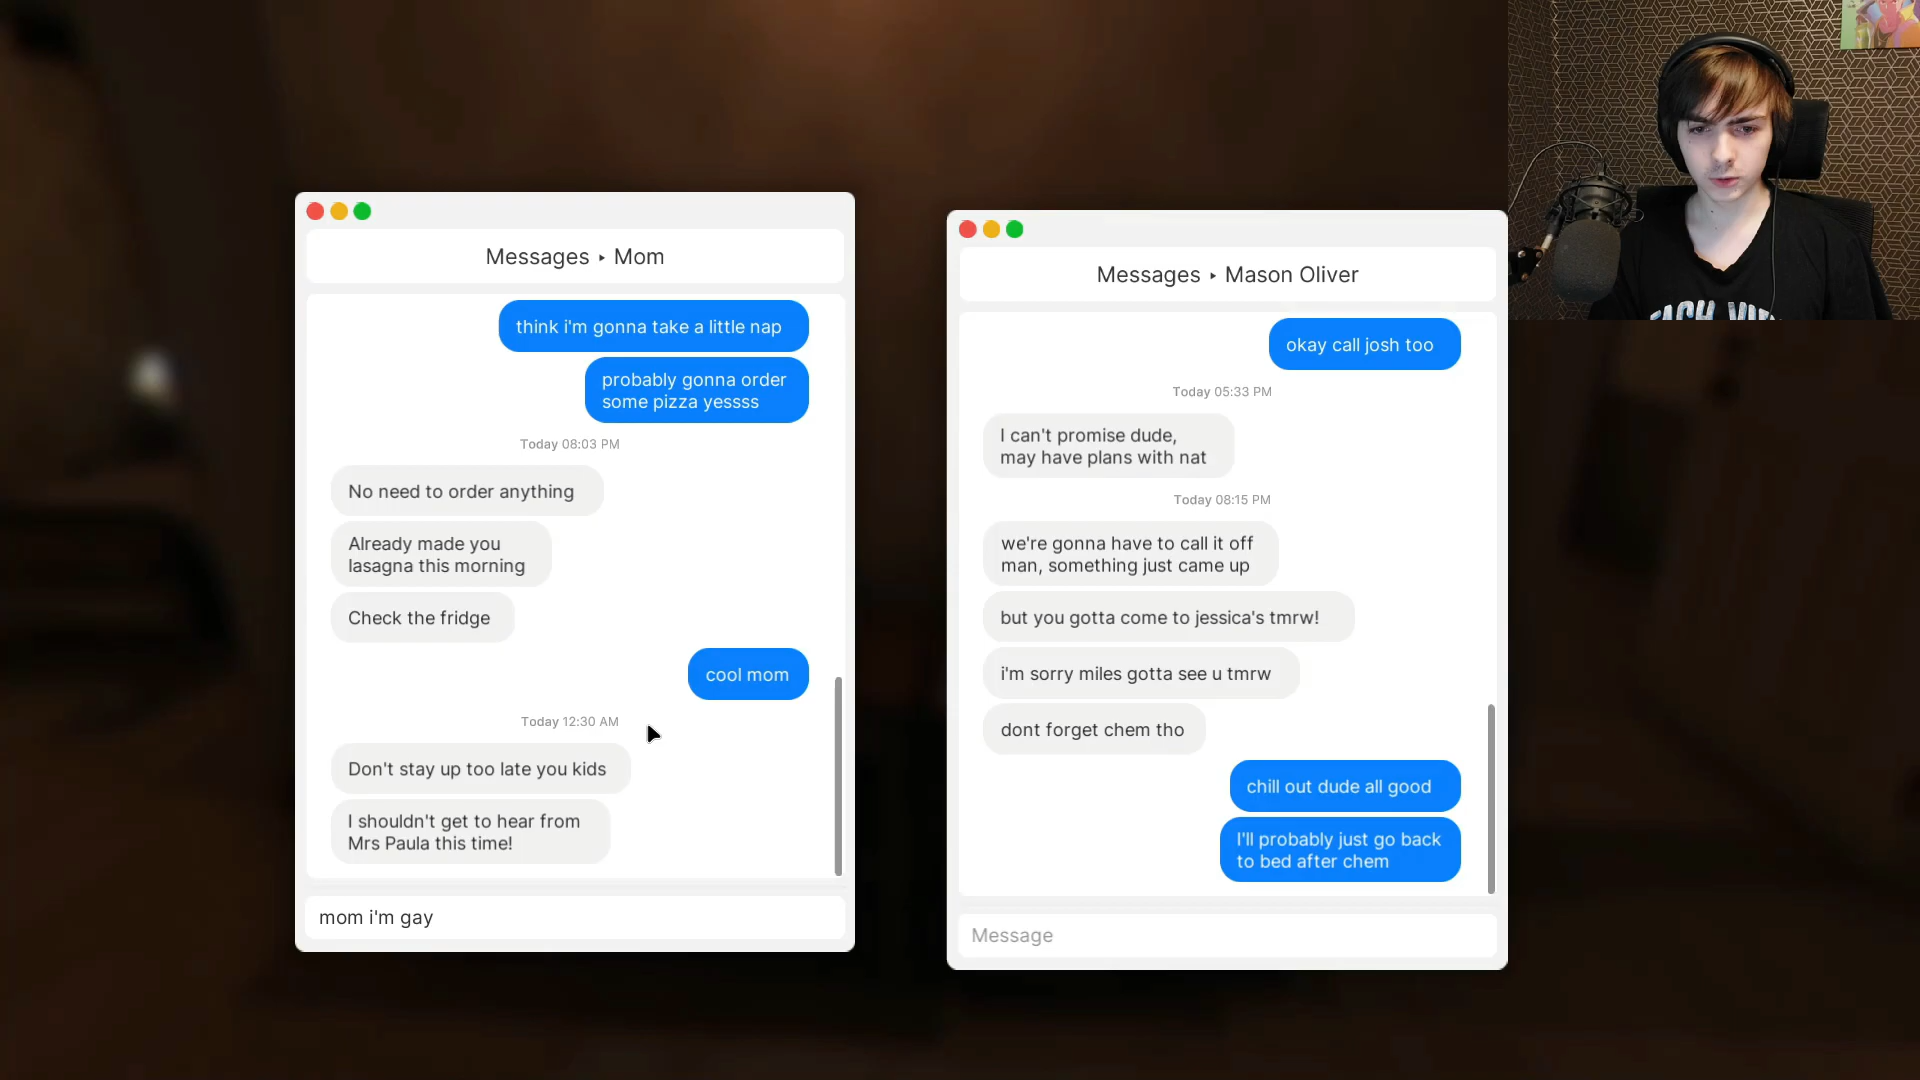 Messages ‣ Mom
think i'm gonna take a little nap
probably gonna order
some pizza yessss
Today 08:03 PM
No need to order anything
Already made you
lasagna this morning
Check the fridge
cool mom
Today 12:30 AM
Don't stay up too late you kids
I shouldn't get to hear from
Mrs Paula this time!
mom i'm gay
Messages ‣ Mason Oliver
okay call josh too
Today 05:33 PM
I can't promise dude,
may have plans with nat
Today 08:15 PM
we're gonna have to call it off
man, something just came up
but you gotta come to jessica's tmrw!
i'm sorry miles gotta see u tmrw
dont forget chem tho
chill out dude all good
I'll probably just go back
to bed after chem
Message